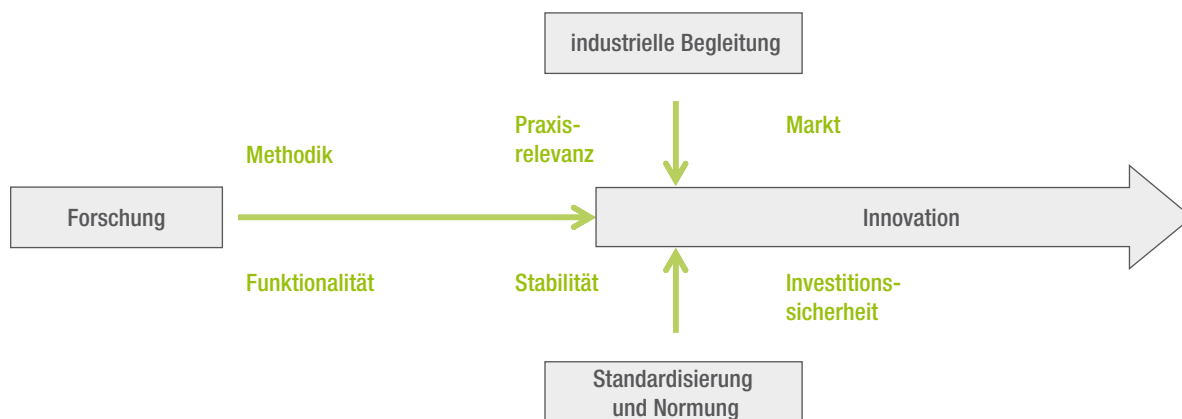 industrielle Begleitung
Praxis-
relevanz
Markt
Methodik
Forschung
Innovation
Funktionalität
Stabilität
Investitions-
sicherheit
Standardisierung
und Normung